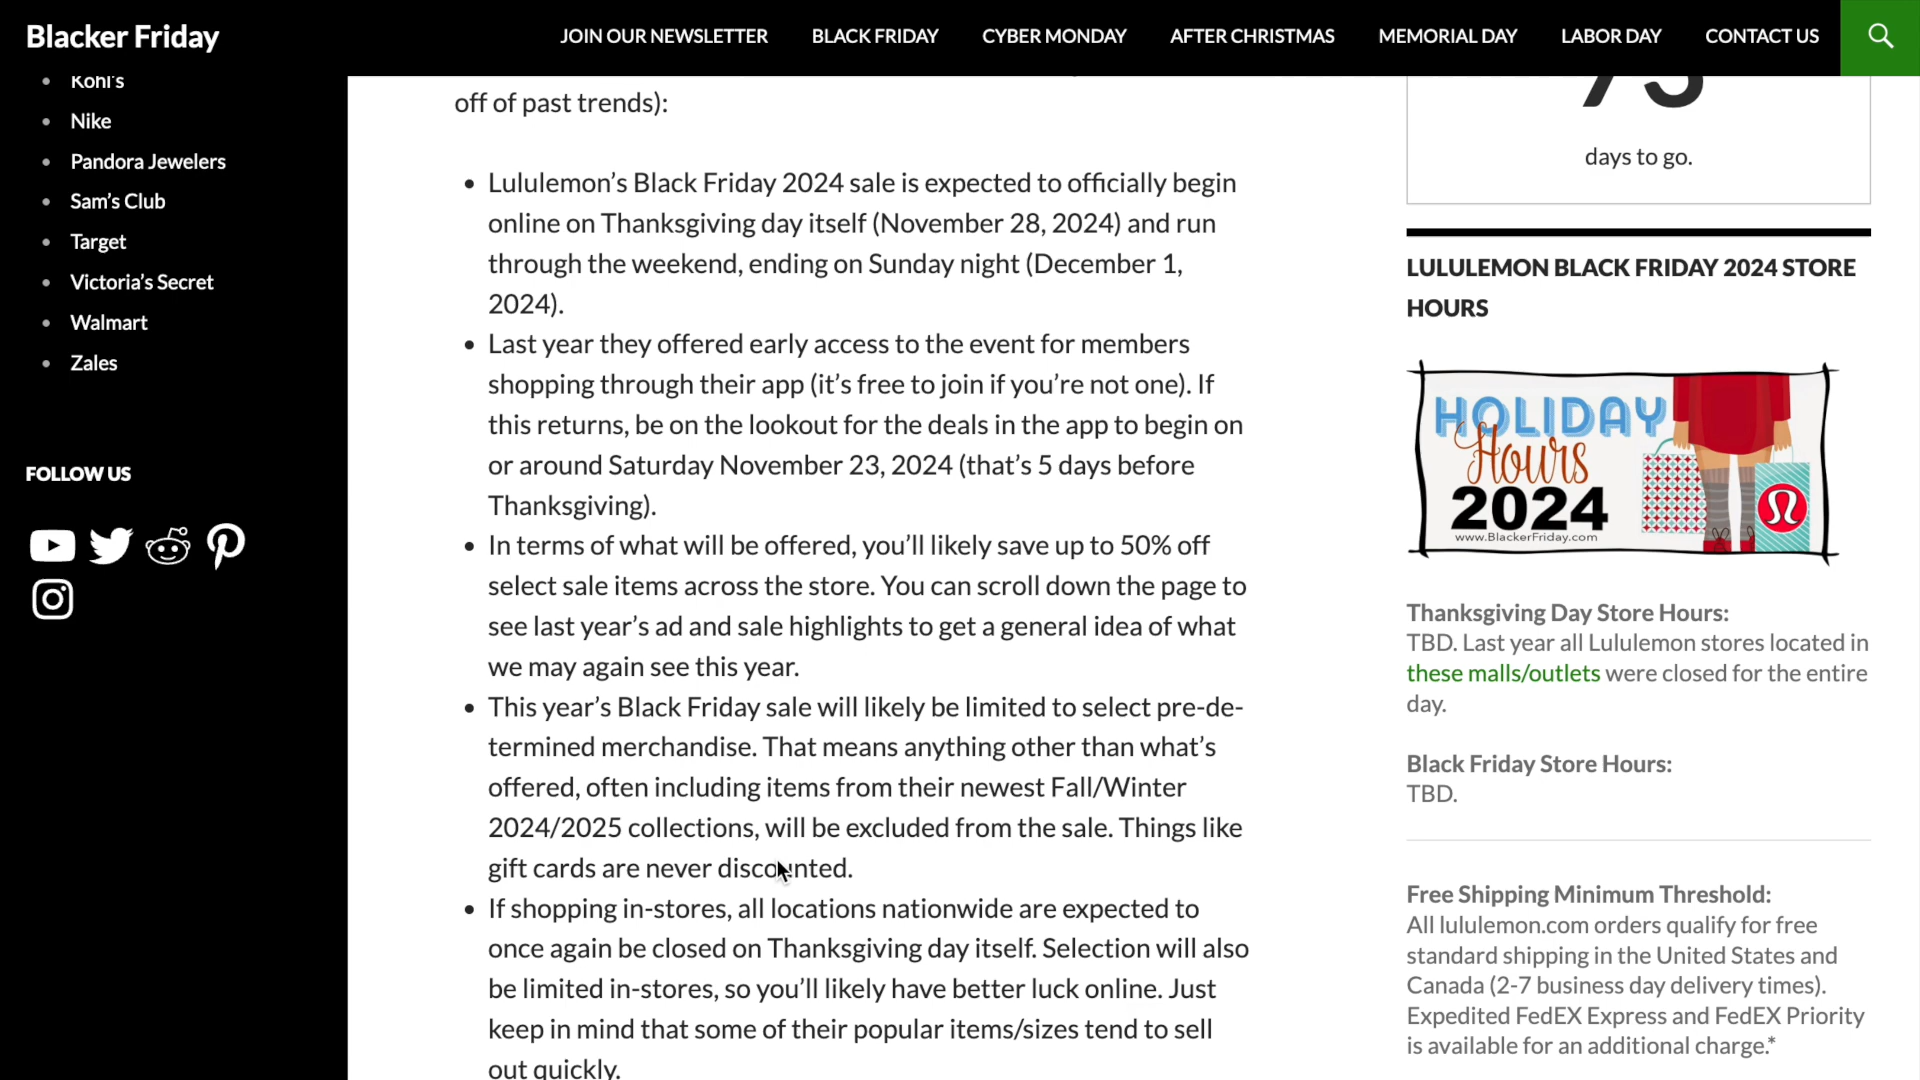 Blacker Friday
JOIN OUR NEWSLETTER BLACK FRIDAY CYBER MONDAY AFTER CHRISTMAS MEMORIAL DAY LABOR DAY CONTACT US
Kohl's
Nike
Pandora Jewelers
Sam's Club
Target
Victoria's Secret
Walmart
Zales
FOLLOW US
off of past trends):
Lululemon's Black Friday 2024 sale is expected to officially begin
online on Thanksgiving day itself (November 28, 2024) and run
through the weekend, ending on Sunday night (December 1,
2024).
Last year they offered early access to the event for members
shopping through their app (it's free to join if you're not one). If
this returns, be on the lookout for the deals in the app to begin on
or around Saturday November 23, 2024 (that's 5 days before
Thanksgiving).
In terms of what will be offered, you'll likely save up to 50% off
select sale items across the store. You can scroll down the page to
see last year's ad and sale highlights to get a general idea of what
we may again see this year.
This year's Black Friday sale will likely be limited to select pre-de-
termined merchandise. That means anything other than what's
offered, often including items from their newest Fall/Winter
2024/2025 collections, will be excluded from the sale. Things like
gift cards are never discounted.
If shopping in-stores, all locations nationwide are expected to
once again be closed on Thanksgiving day itself. Selection will also
be limited in-stores, so you'll likely have better luck online. Just
keep in mind that some of their popular items/sizes tend to sell
out quickly.
days to go.
LULULEMON BLACK FRIDAY 2024 STORE
HOURS
HOLIDAY
Hours
2024
www.BlackerFriday.com
Thanksgiving Day Store Hours:
TBD. Last year all Lululemon stores located in
these malls/outlets were closed for the entire
day.
Black Friday Store Hours:
TBD.
Free Shipping Minimum Threshold:
All lululemon.com orders qualify for free
standard shipping in the United States and
Canada (2-7 business day delivery times).
Expedited FedEX Express and FedEX Priority
is available for an additional charge.*